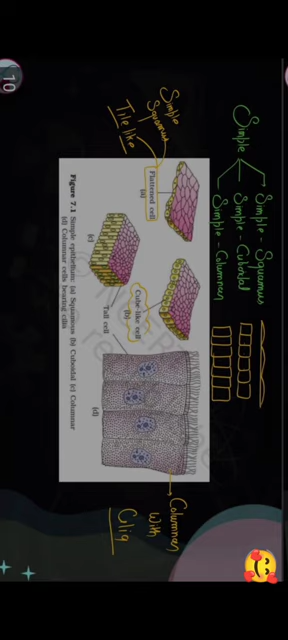 10
Simple
Simple - Squamous
Simple - Cuboidal
Simple - Columnar
Simple
Squamous
Tile like
Flattened cell
(a)
Cube-like cell
(b)
Tall cell
(c)
(d)
Columnar
With
Cilia
Figure 7.1 Simple epithelium: (a) Squamous (b) Cuboidal (c) Columnar
(d) Columnar cells bearing cilia